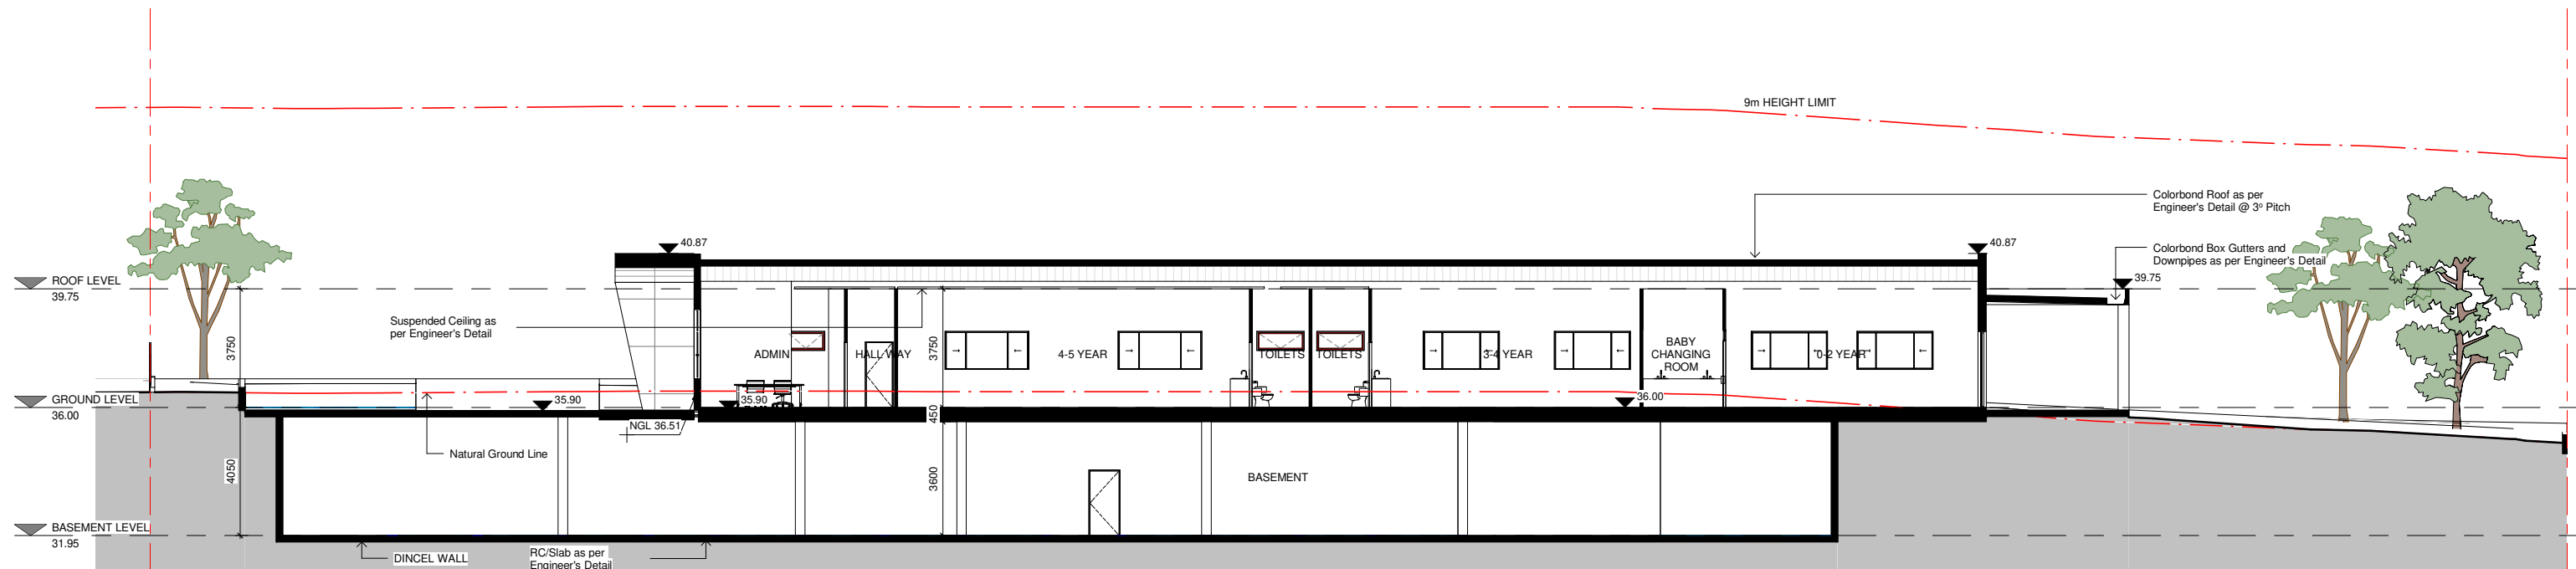 9m HEIGHT LIMIT
Colorbond Roof as per
Engineer's Detail @ 3º Pitch
40.87
40.87
Colorbond Box Gutters and
Downpipes as per Engineer's Detail
ROOF LEVEL
39.75
39.75
Suspended Ceiling as
per Engineer's Detail
3750
3750
ADMIN
HALLWAY
4-5 YEAR
TOILETS
TOILETS
3-4 YEAR
BABY
CHANGING
ROOM
0-2 YEAR
GROUND LEVEL
36.00
35.90
35.90
36.00
450
NGL 36.51
Natural Ground Line
4050
3600
BASEMENT
BASEMENT LEVEL
31.95
DINCEL WALL
RC/Slab as per
Engineer's Detail